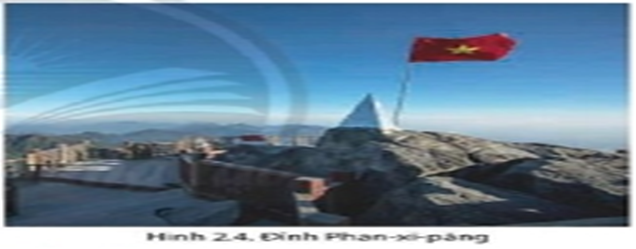 Hình 2.4. Đỉnh Phan-xi-păng